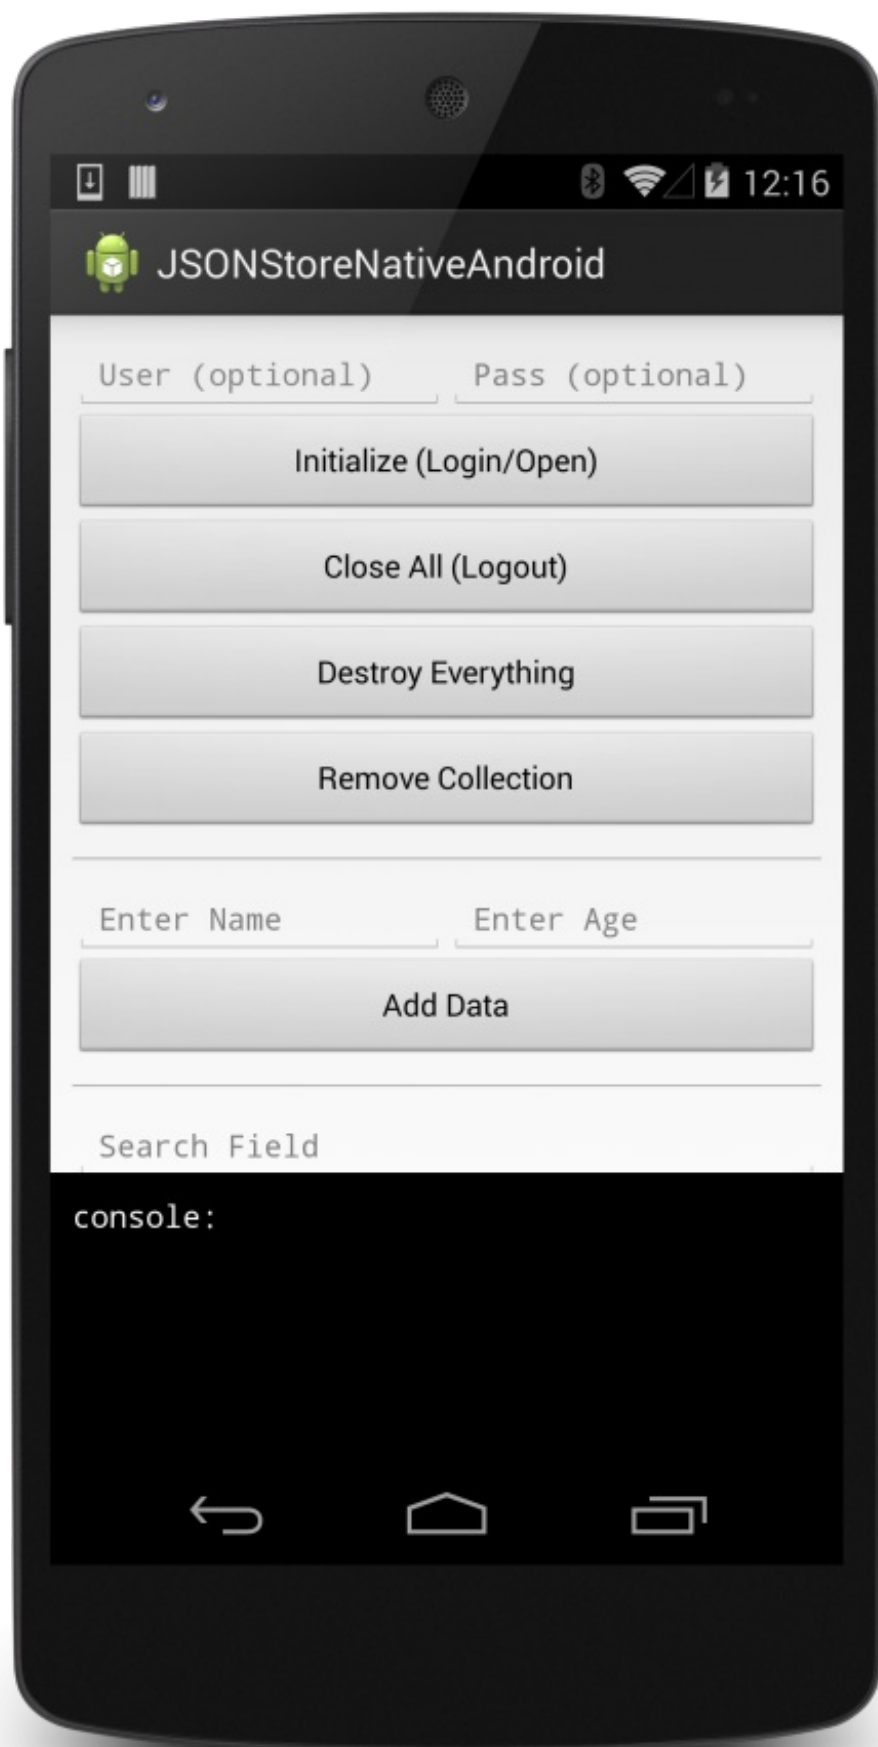 12:16
JSONStoreNativeAndroid
User (optional) Pass (optional)
Initialize (Login/Open)
Close All (Logout)
Destroy Everything
Remove Collection
Enter Name Enter Age
Add Data
Search Field
console: